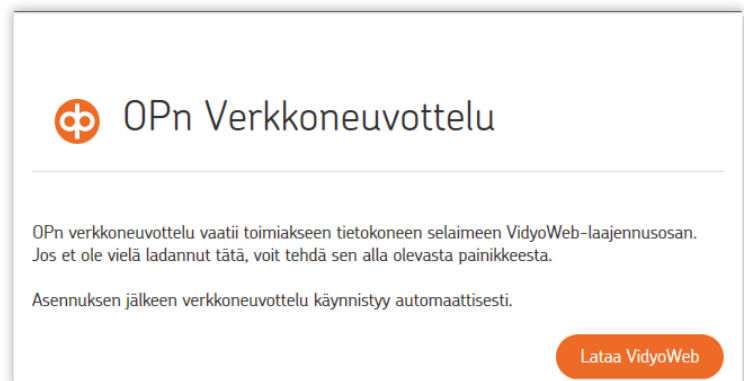 OPn Verkkoneuvottelu
OPn verkkoneuvottelu vaatii toimiakseen tietokoneen selaimeen VidyoWeb-laajennusosan.
Jos et ole vielä ladannut tätä, voit tehdä sen alla olevasta painikkeesta.
Asennuksen jälkeen verkkoneuvottelu käynnistyy automaattisesti.
Lataa VidyoWeb